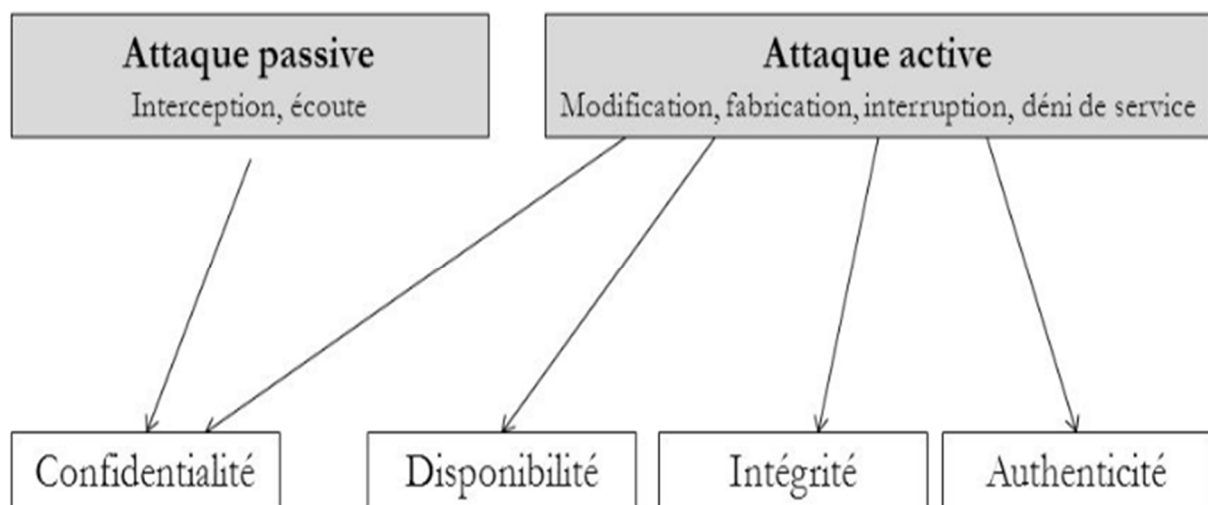 Attaque passive
Interception, écoute
Attaque active
Modification, fabrication, interruption, déni de service
Confidentialité
Disponibilité
Intégrité
Authenticité